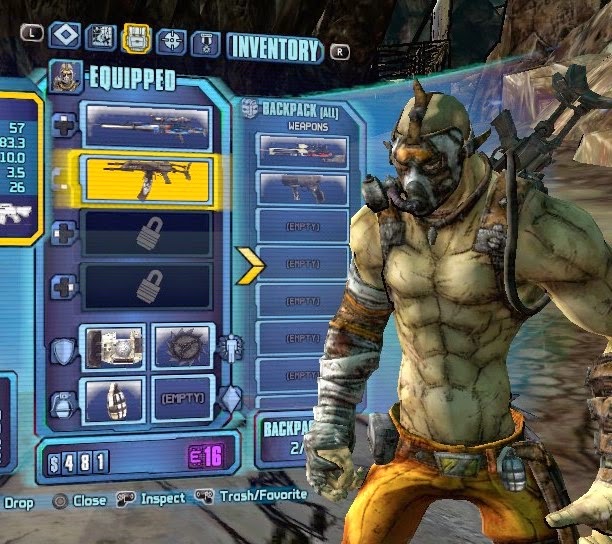 L
INVENTORY
R
EQUIPPED
BACKPACK (ALL)
WEAPONS
57
83.3
10.0
3.5
26
(EMPTY)
(EMPTY)
(EMPTY)
(EMPTY)
(EMPTY)
(EMPTY)
$ 481
16
BACKPA
2/
Drop Close Inspect Trash/Favorite